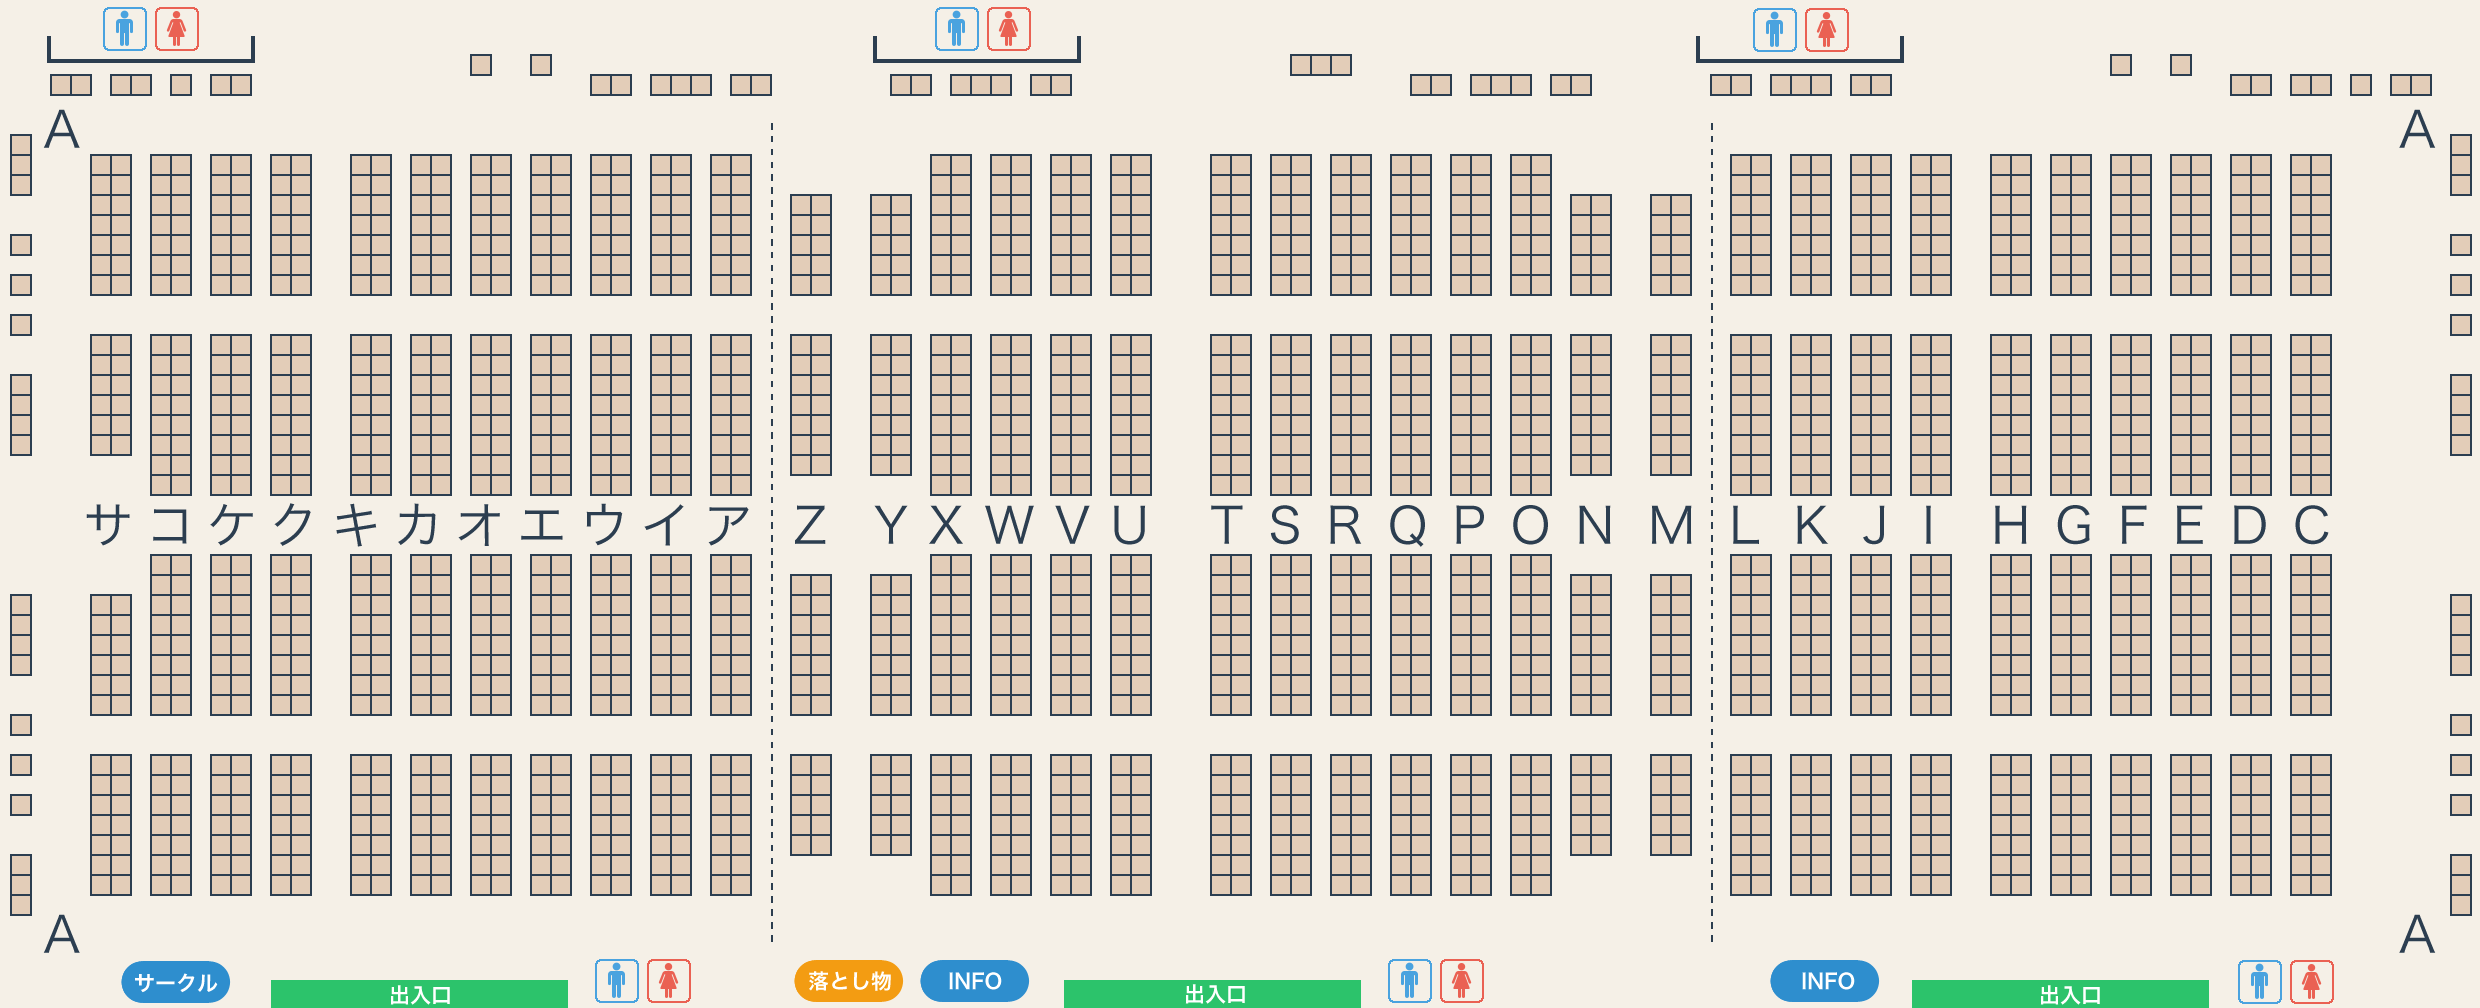 A A
サ コ ケ ク キ カ オ エ ウ イ ア Z Y X W V U T S R Q P O N M L K J I H G F E D C
A A
サークル 落とし物 INFO INFO
出入口 出入口 出入口